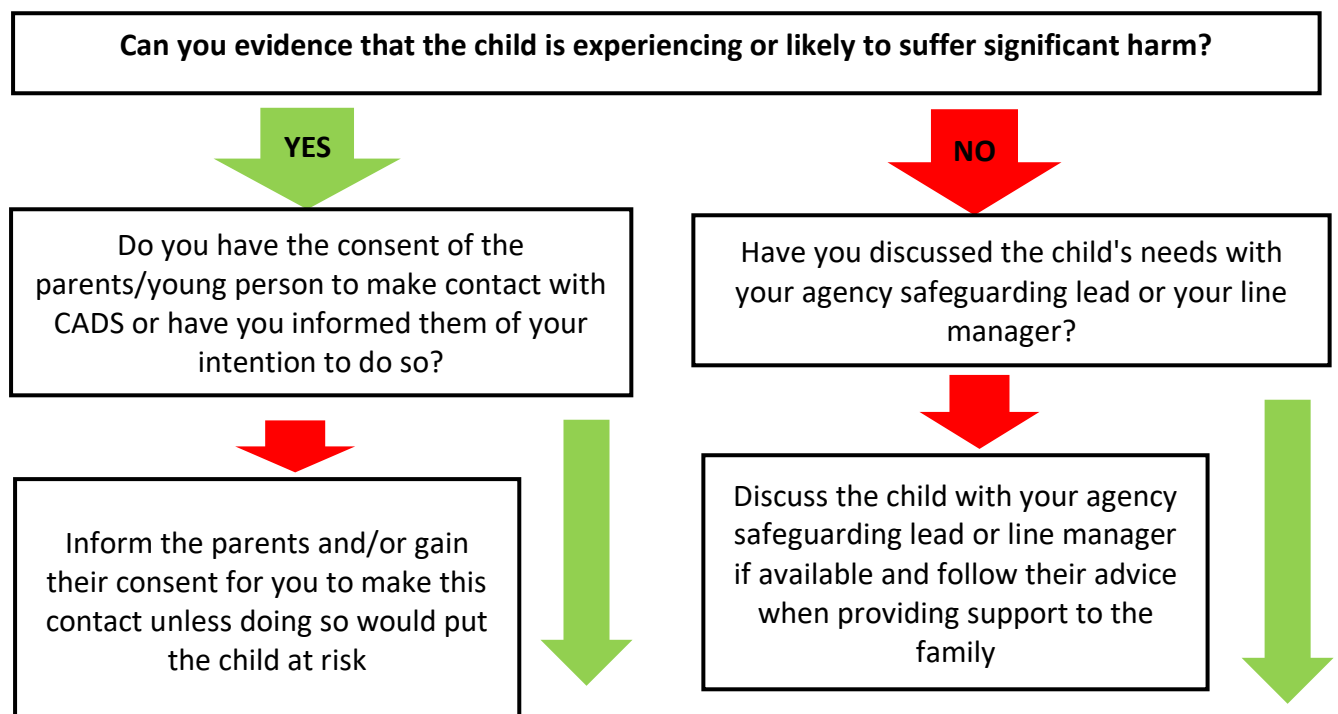 Can you evidence that the child is experiencing or likely to suffer significant harm?
YES
NO
Do you have the consent of the
parents/young person to make contact with
CADS or have you informed them of your
intention to do so?
Have you discussed the child's needs with
your agency safeguarding lead or your line
manager?
Inform the parents and/or gain
their consent for you to make this
contact unless doing so would put
the child at risk
Discuss the child with your agency
safeguarding lead or line manager
if available and follow their advice
when providing support to the
family